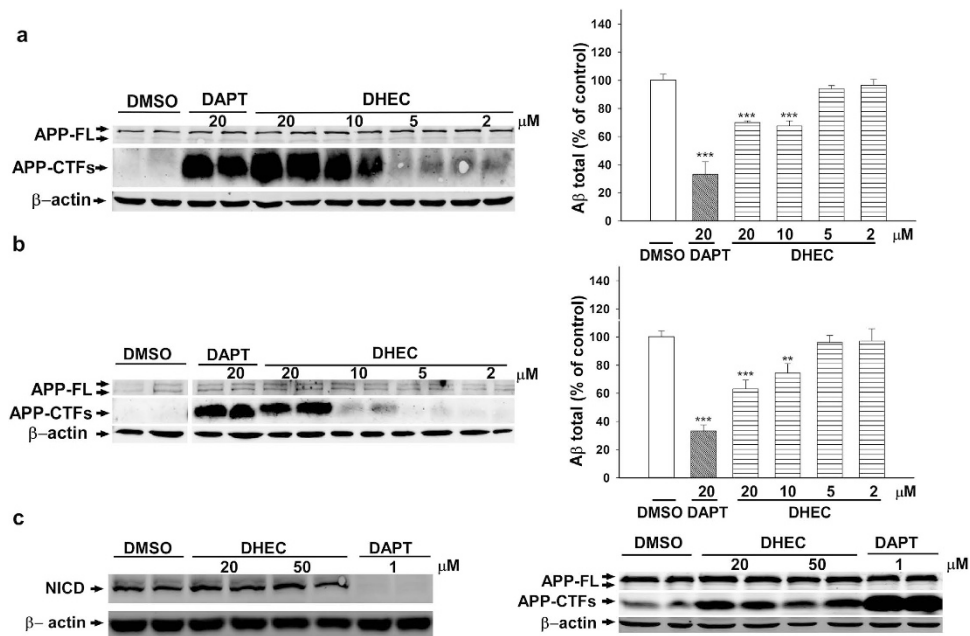 a
DMSO DAPT DHEC
20 20 10 5 2 μM
APP-FL
APP-CTFs
β–actin
140
120
100
80
60
40
20
0
Aβ total (% of control)
***
***
***
20 20 10 5 2 μM
DMSO DAPT DHEC
b
DMSO DAPT DHEC
20 20 10 5 2 μM
APP-FL
APP-CTFs
β–actin
140
120
100
80
60
40
20
0
Aβ total (% of control)
***
***
**
20 20 10 5 2 μM
DMSO DAPT DHEC
c
DMSO DHEC DAPT
20 50 1 μM
NICD
β– actin
DMSO DHEC DAPT
20 50 1 μM
APP-FL
APP-CTFs
β–actin